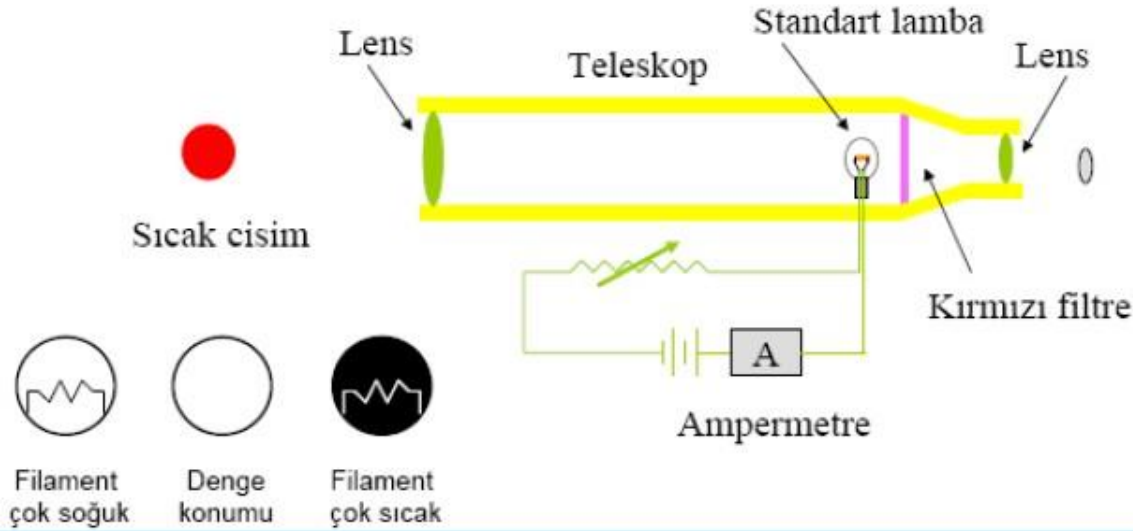 Standart lamba
Lens
Teleskop
Lens
Sıcak cisim
Kırmızı filtre
A
Ampermetre
Filament
çok soğuk
Denge
konumu
Filament
çok sıcak